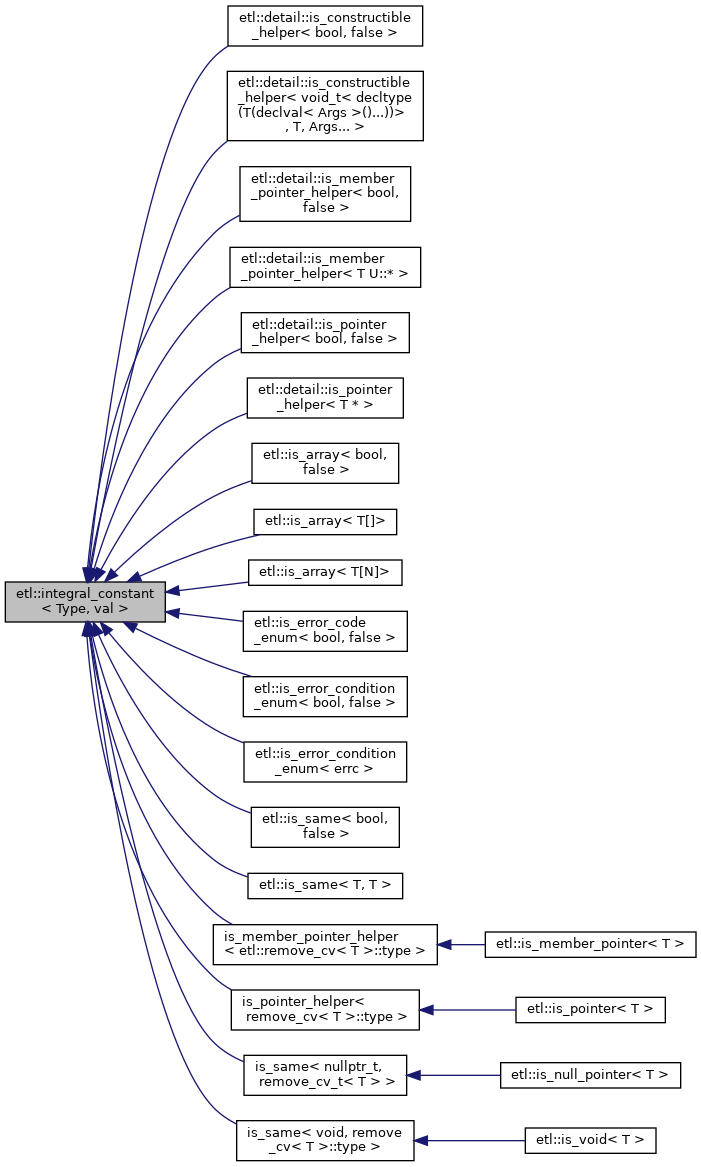 etl::detail::is_constructible
_helper< bool, false >
etl::detail::is_constructible
_helper< void_t< decltype
(T(declval< Args >()...))>
, T, Args... >
etl::detail::is_member
_pointer_helper< bool,
false >
etl::detail::is_member
_pointer_helper< T U::* >
etl::detail::is_pointer
_helper< bool, false >
etl::detail::is_pointer
_helper< T * >
etl::is_array< bool,
false >
etl::is_array< T[]>
etl::is_array< T[N]>
etl::integral_constant
< Type, val >
etl::is_error_code
_enum< bool, false >
etl::is_error_condition
_enum< bool, false >
etl::is_error_condition
_enum< errc >
etl::is_same< bool,
false >
etl::is_same< T, T >
is_member_pointer_helper
< etl::remove_cv< T >::type >
etl::is_member_pointer< T >
is_pointer_helper<
remove_cv< T >::type >
etl::is_pointer< T >
is_same< nullptr_t,
remove_cv_t< T > >
etl::is_null_pointer< T >
is_same< void, remove
_cv< T >::type >
etl::is_void< T >